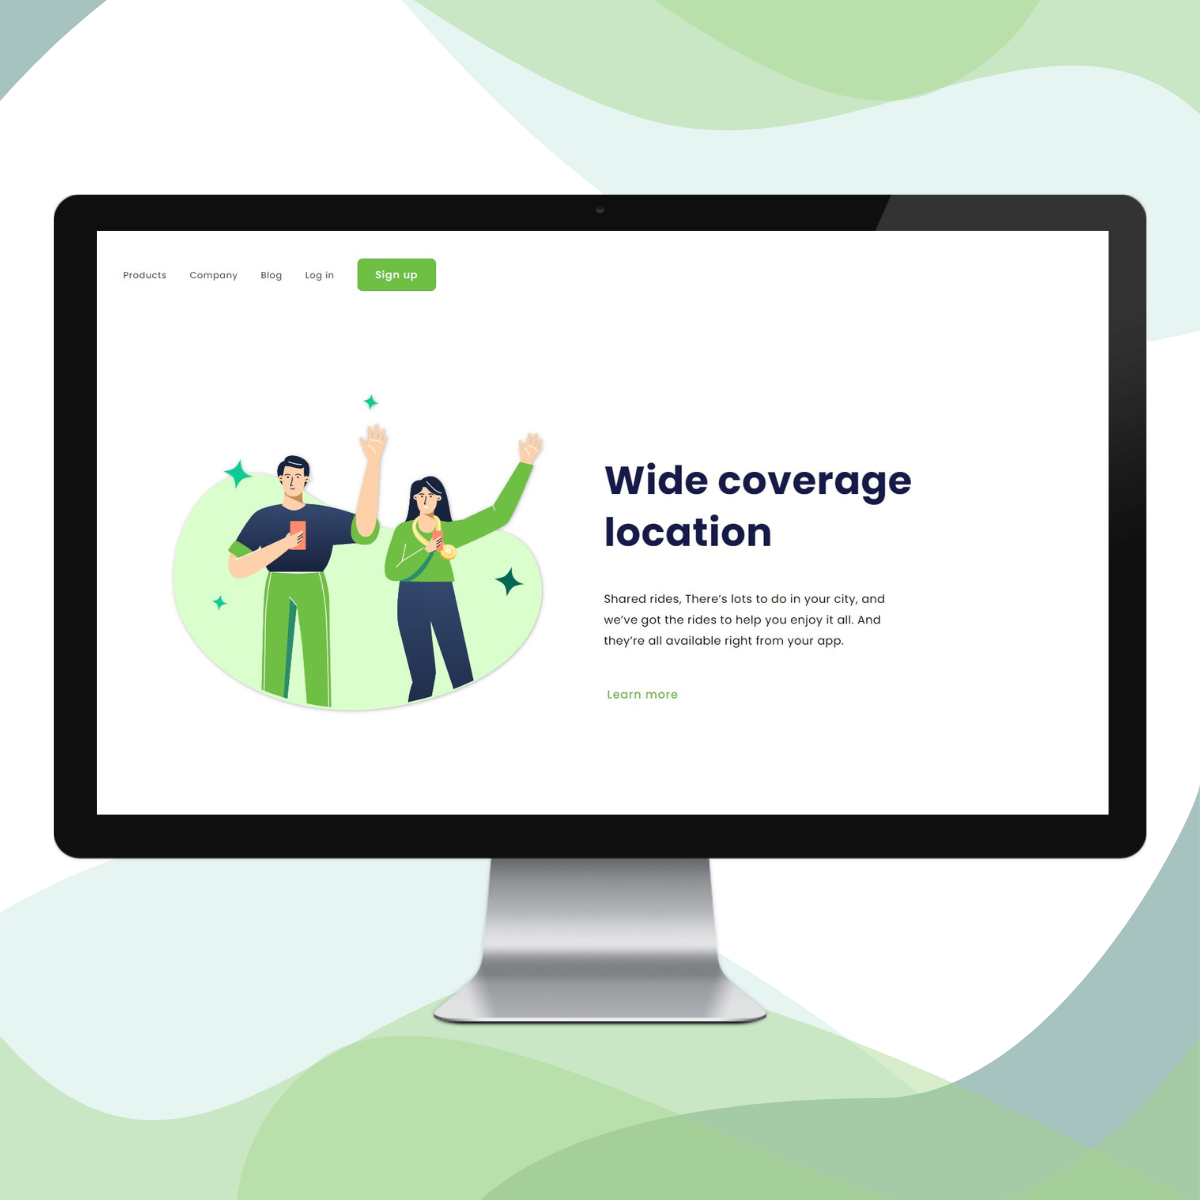 Products Company Blog Log in Sign up
Wide coverage
location
Shared rides, There's lots to do in your city, and
we've got the rides to help you enjoy it all. And
they're all available right from your app.
Learn more